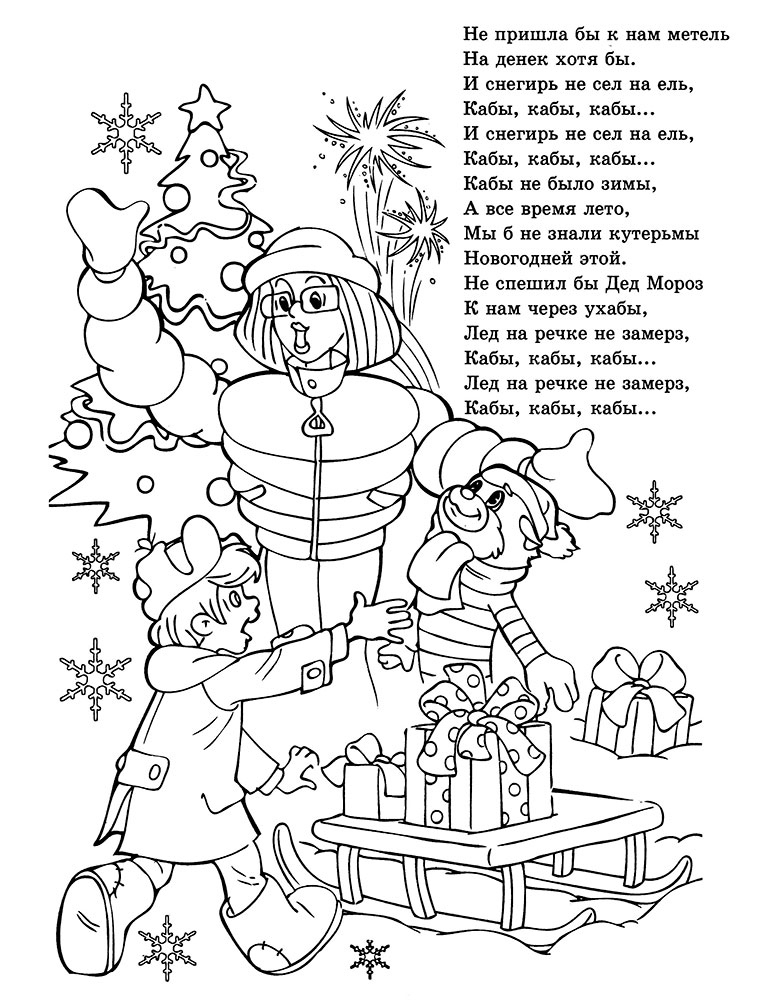 Не пришла бы к нам метель
На денек хотя бы.
И снегирь не сел на ель,
Кабы, кабы, кабы...
И снегирь не сел на ель,
Кабы, кабы, кабы...
Кабы не было зимы,
А все время лето,
Мы б не знали кутерьмы
Новогодней этой.
Не спешил бы Дед Мороз
К нам через ухабы,
Лед на речке не замерз,
Кабы, кабы, кабы...
Лед на речке не замерз,
Кабы, кабы, кабы...